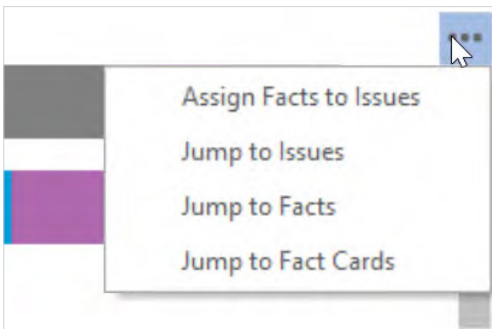 Assign Facts to Issues
Jump to Issues
Jump to Facts
Jump to Fact Cards